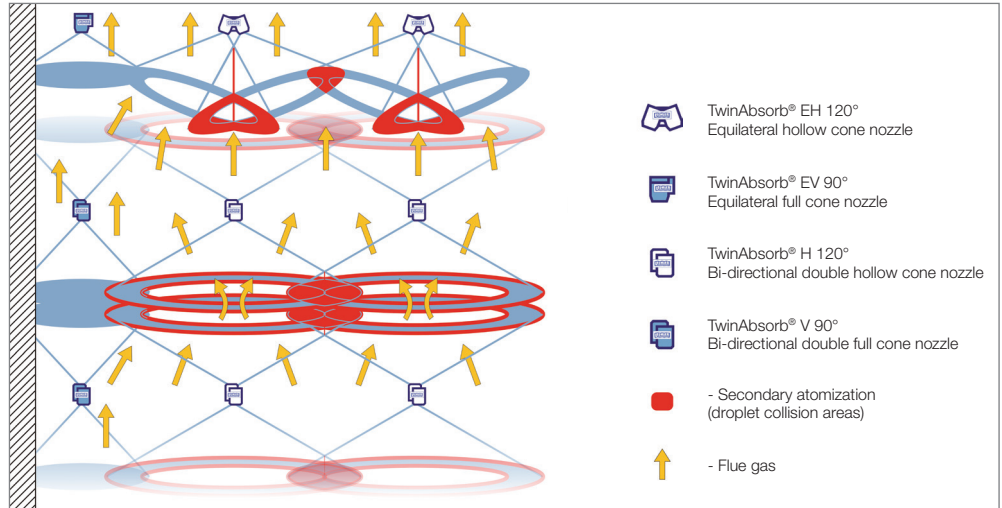 TwinAbsorb® EH 120°
Equilateral hollow cone nozzle
TwinAbsorb® EV 90°
Equilateral full cone nozzle
TwinAbsorb® H 120°
Bi-directional double hollow cone nozzle
TwinAbsorb® V 90°
Bi-directional double full cone nozzle
- Secondary atomization
(droplet collision areas)
- Flue gas